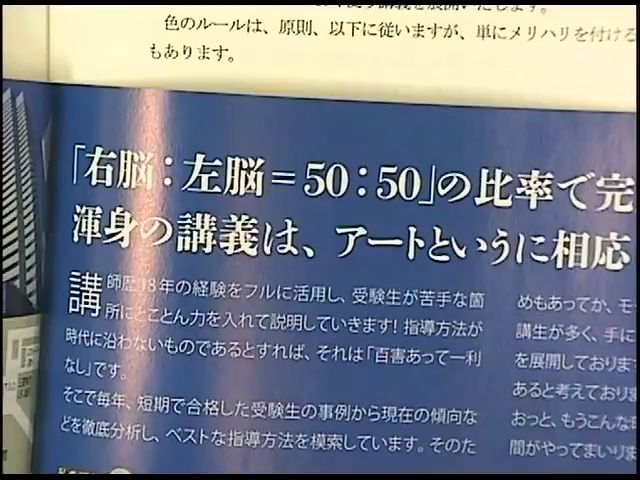 色のルールは、原則、以下に従いますが、単にメリハリを付ける
もあります。
「右脳：左脳＝50：50」の比率で完
渾身の講義は、アートというに相応
講師歴18年の経験をフルに活用し、受験生が苦手な箇
所にとことん力を入れて説明していきます！指導方法が
時代に沿わないものであるとすれば、それは「百害あって一利
なし」です。
そこで毎年、短期で合格した受験生の事例から現在の傾向な
どを徹底分析し、ベストな指導方法を模索しています。そのた
めもあってか、モ
講生が多く、手に
を展開しておりま
あると考えており
おっと、もうこんな
間がやってまいりま